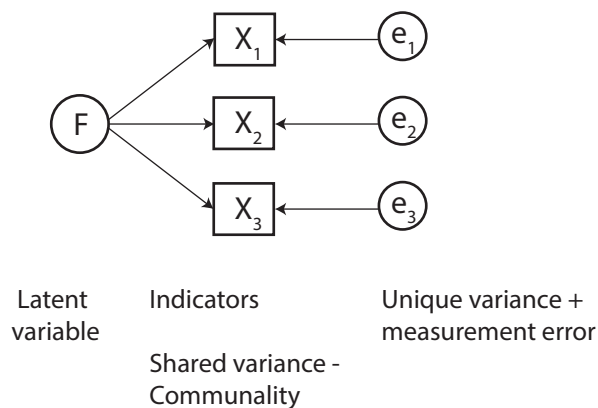 X₁ e₁
F X₂ e₂
X₃ e₃
Latent variable
Indicators
Shared variance -
Communality
Unique variance +
measurement error